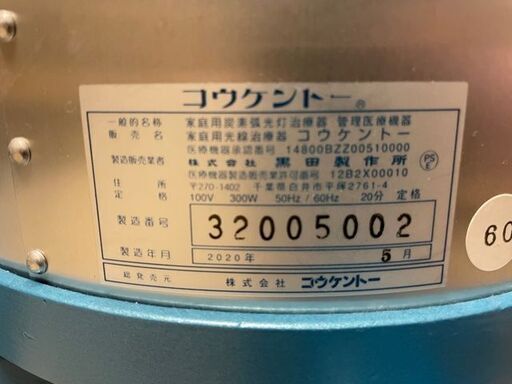 コウケントー®
一般的名称 家庭用炭素弧光灯治療器 管理医療機器
販売名 家庭用光線治療器 コウケントー
医療機器承認番号 14800BZZ00510000
製造販売業者 株式会社 黒田製作所
医療機器製造販売業許可番号 12B2X00010
住所 〒270-1402 千葉県白井市平塚2761-4
定格 100V 300W 50Hz / 60Hz 20分 定格
PSE
製造番号 32005002
製造年月 2020年 5月
総発売元 株式会社 コウケントー
60